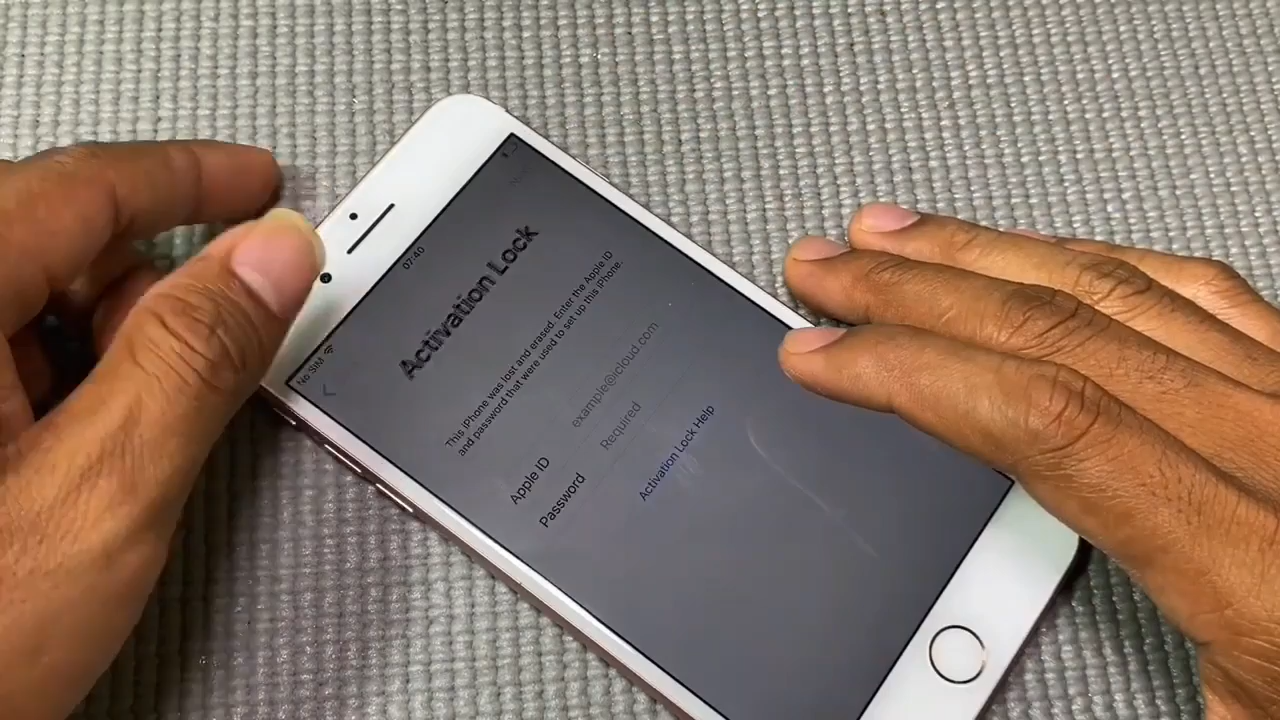 No SIM
07:40
Activation Lock
This iPhone was lost and erased. Enter the Apple ID
and password that were used to set up this iPhone.
Apple ID example@icloud.com
Password Required
Activation Lock Help